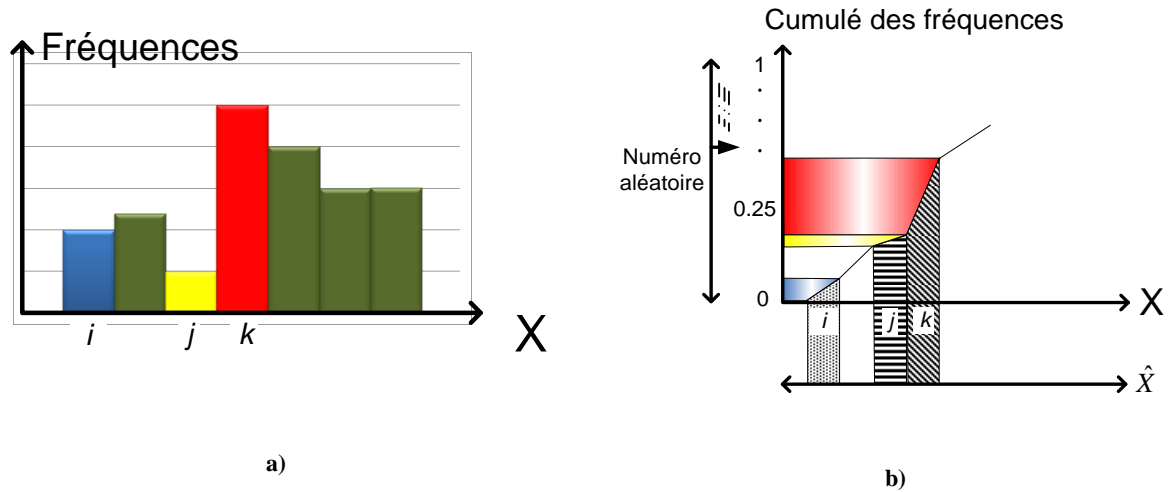 Fréquences
i j k
X
a)
Cumulé des fréquences
1
.
.
.
Numéro
aléatoire
0.25
0
i j k
X
X̂
b)